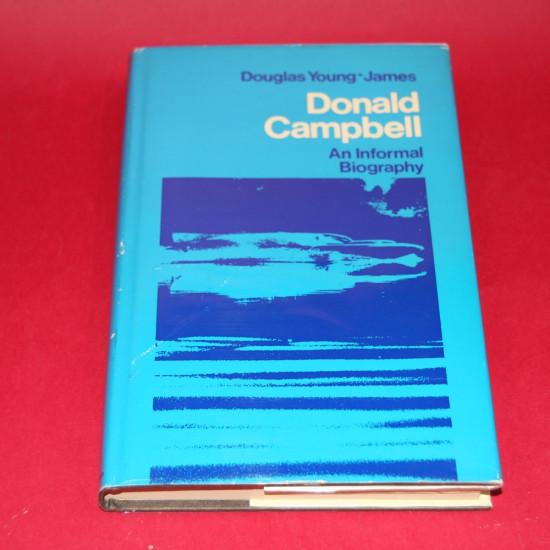 Douglas Young-James
Donald
Campbell
An Informal
Biography